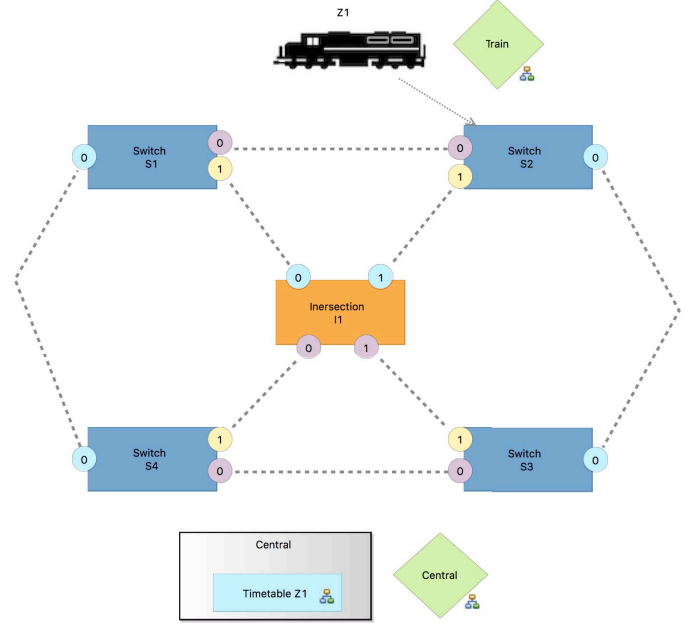 Z1
Train
Switch
S1
0
0
1
Switch
S2
0
1
0
0
1
Inersection
I1
0
1
Switch
S4
0
1
0
Switch
S3
1
0
0
Central
Timetable Z1
Central